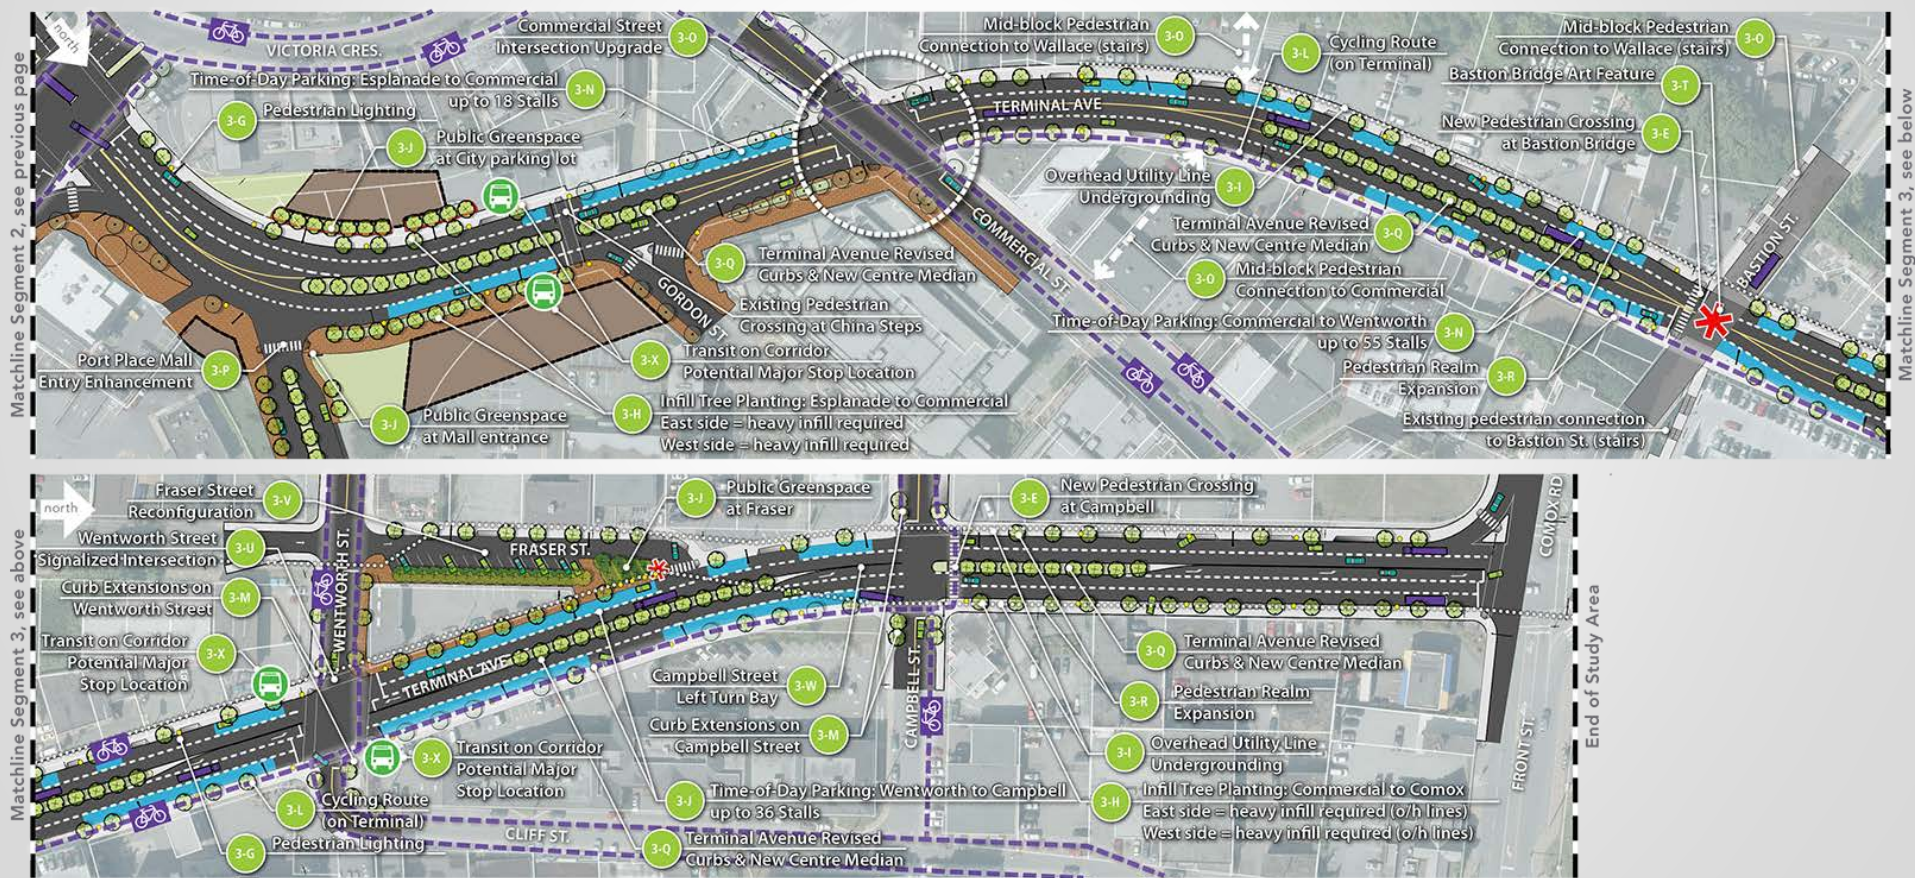 Matchline Segment 2, see previous page
north
VICTORIA CRES.
Commercial Street
Intersection Upgrade
3-O
Time-of-Day Parking: Esplanade to Commercial
up to 18 Stalls
3-N
3-G
Pedestrian Lighting
3-J
Public Greenspace
at City parking lot
Mid-block Pedestrian
Connection to Wallace (stairs)
3-O
3-L
Cycling Route
(on Terminal)
Mid-block Pedestrian
Connection to Wallace (stairs)
3-O
Bastion Bridge Art Feature
3-T
New Pedestrian Crossing
at Bastion Bridge
3-E
TERMINAL AVE
Overhead Utility Line
Undergrounding
3-I
Terminal Avenue Revised
Curbs & New Centre Median
3-Q
3-O
Mid-block Pedestrian
Connection to Commercial
Time-of-Day Parking: Commercial to Wentworth
up to 55 Stalls
3-N
Pedestrian Realm
Expansion
3-R
Existing pedestrian connection
to Bastion St. (stairs)
BASTION ST.
COMMERCIAL ST.
GORDON ST.
3-Q
Terminal Avenue Revised
Curbs & New Centre Median
Existing Pedestrian
Crossing at China Steps
3-X
Transit on Corridor
Potential Major Stop Location
3-H
Infill Tree Planting: Esplanade to Commercial
East side = heavy infill required
West side = heavy infill required
Port Place Mall
Entry Enhancement
3-P
3-J
Public Greenspace
at Mall entrance
Matchline Segment 3, see below
Matchline Segment 3, see above
north
Fraser Street
Reconfiguration
3-V
Wentworth Street
Signalized Intersection
3-U
Curb Extensions on
Wentworth Street
3-M
Transit on Corridor
Potential Major
Stop Location
3-X
WENTWORTH ST.
FRASER ST.
3-J
Public Greenspace
at Fraser
3-E
New Pedestrian Crossing
at Campbell
TERMINAL AVE
Campbell Street
Left Turn Bay
3-W
Curb Extensions on
Campbell Street
3-M
CAMPBELL ST.
3-X
Transit on Corridor
Potential Major
Stop Location
3-L
Cycling Route
(on Terminal)
3-G
Pedestrian Lighting
CLIFF ST.
3-J
Time-of-Day Parking: Wentworth to Campbell
up to 36 Stalls
3-Q
Terminal Avenue Revised
Curbs & New Centre Median
3-Q
Terminal Avenue Revised
Curbs & New Centre Median
3-R
Pedestrian Realm
Expansion
3-I
Overhead Utility Line
Undergrounding
3-H
Infill Tree Planting: Commercial to Comox
East side = heavy infill required (o/h lines)
West side = heavy infill required (o/h lines)
COMOX RD
FRONT ST.
End of Study Area